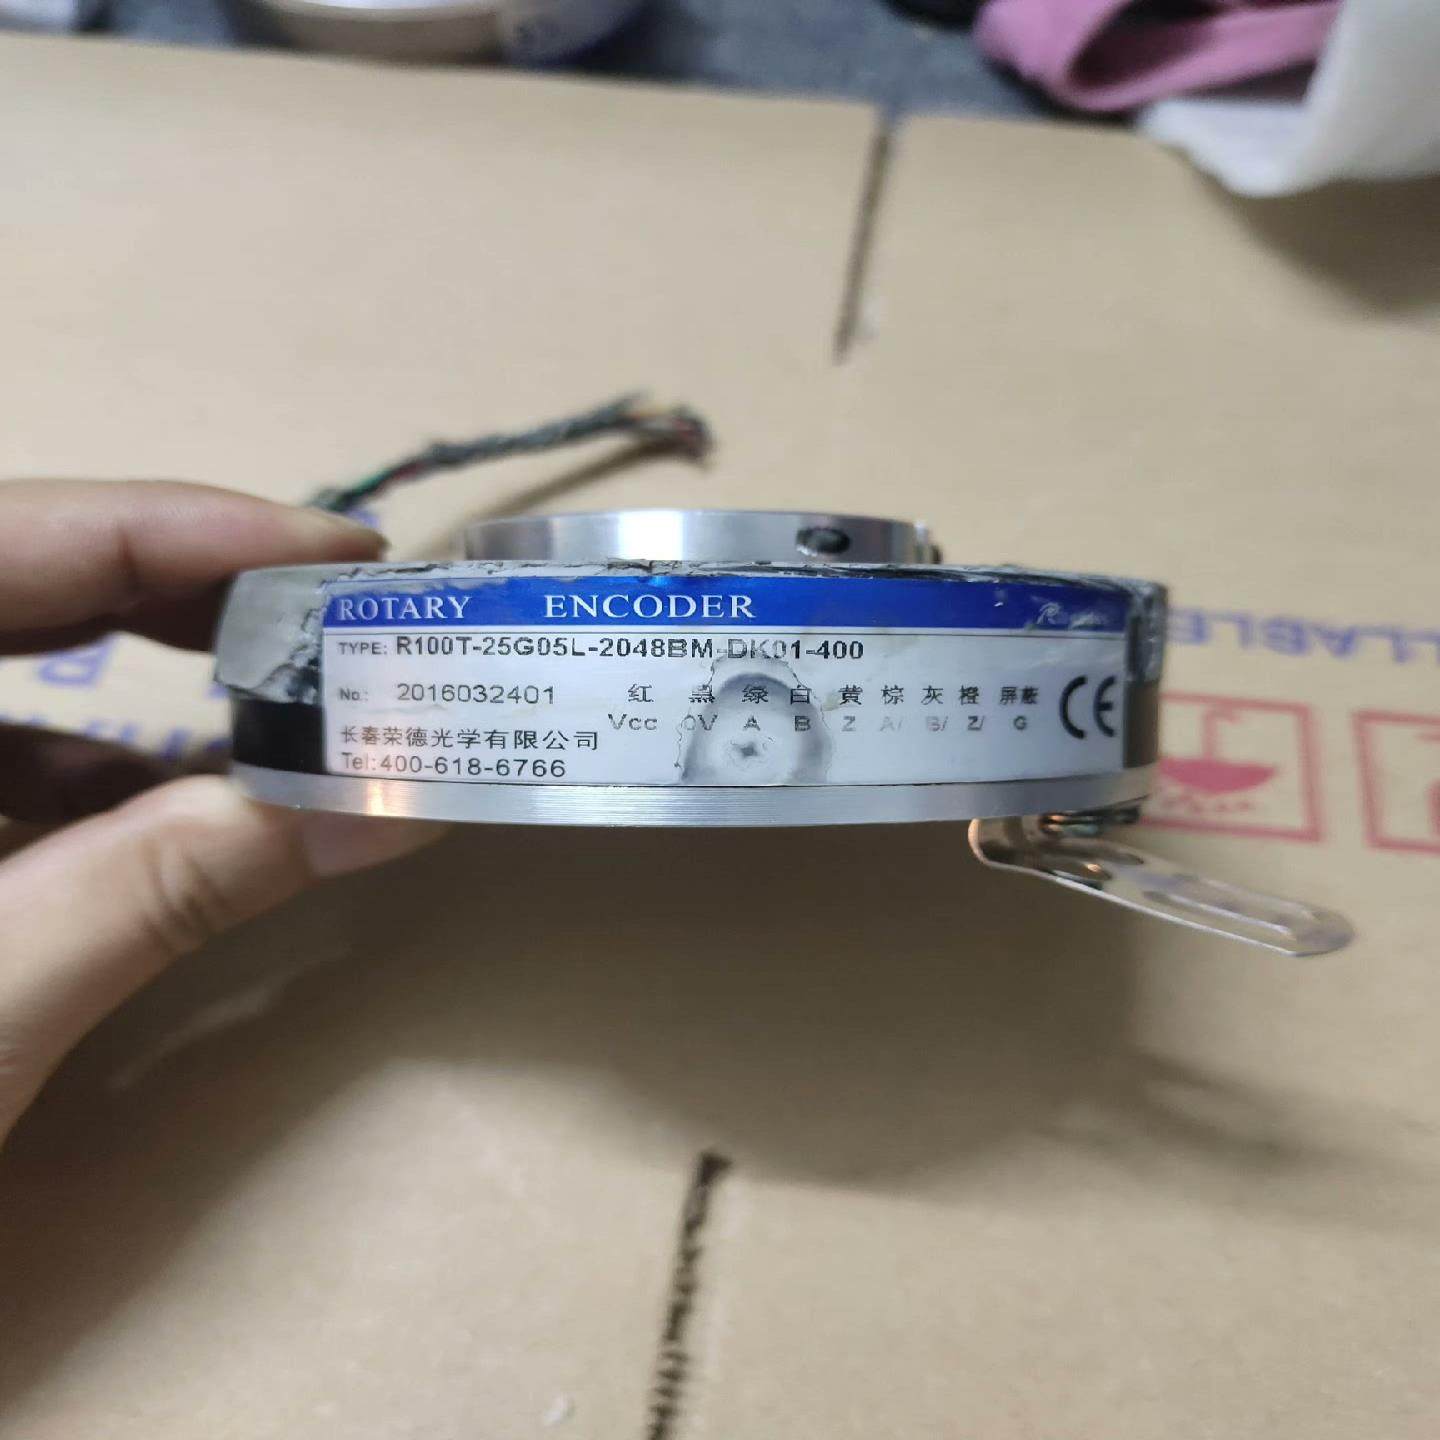 ROTARY ENCODER
TYPE: R100T-25G05L-2048BM-DK01-400
No.: 2016032401
红 黑 绿 白 黄 棕 灰 橙 屏蔽
Vcc 0V A B Z A/ B/ Z/ G
CE
长春荣德光学有限公司
Tel:400-618-6766